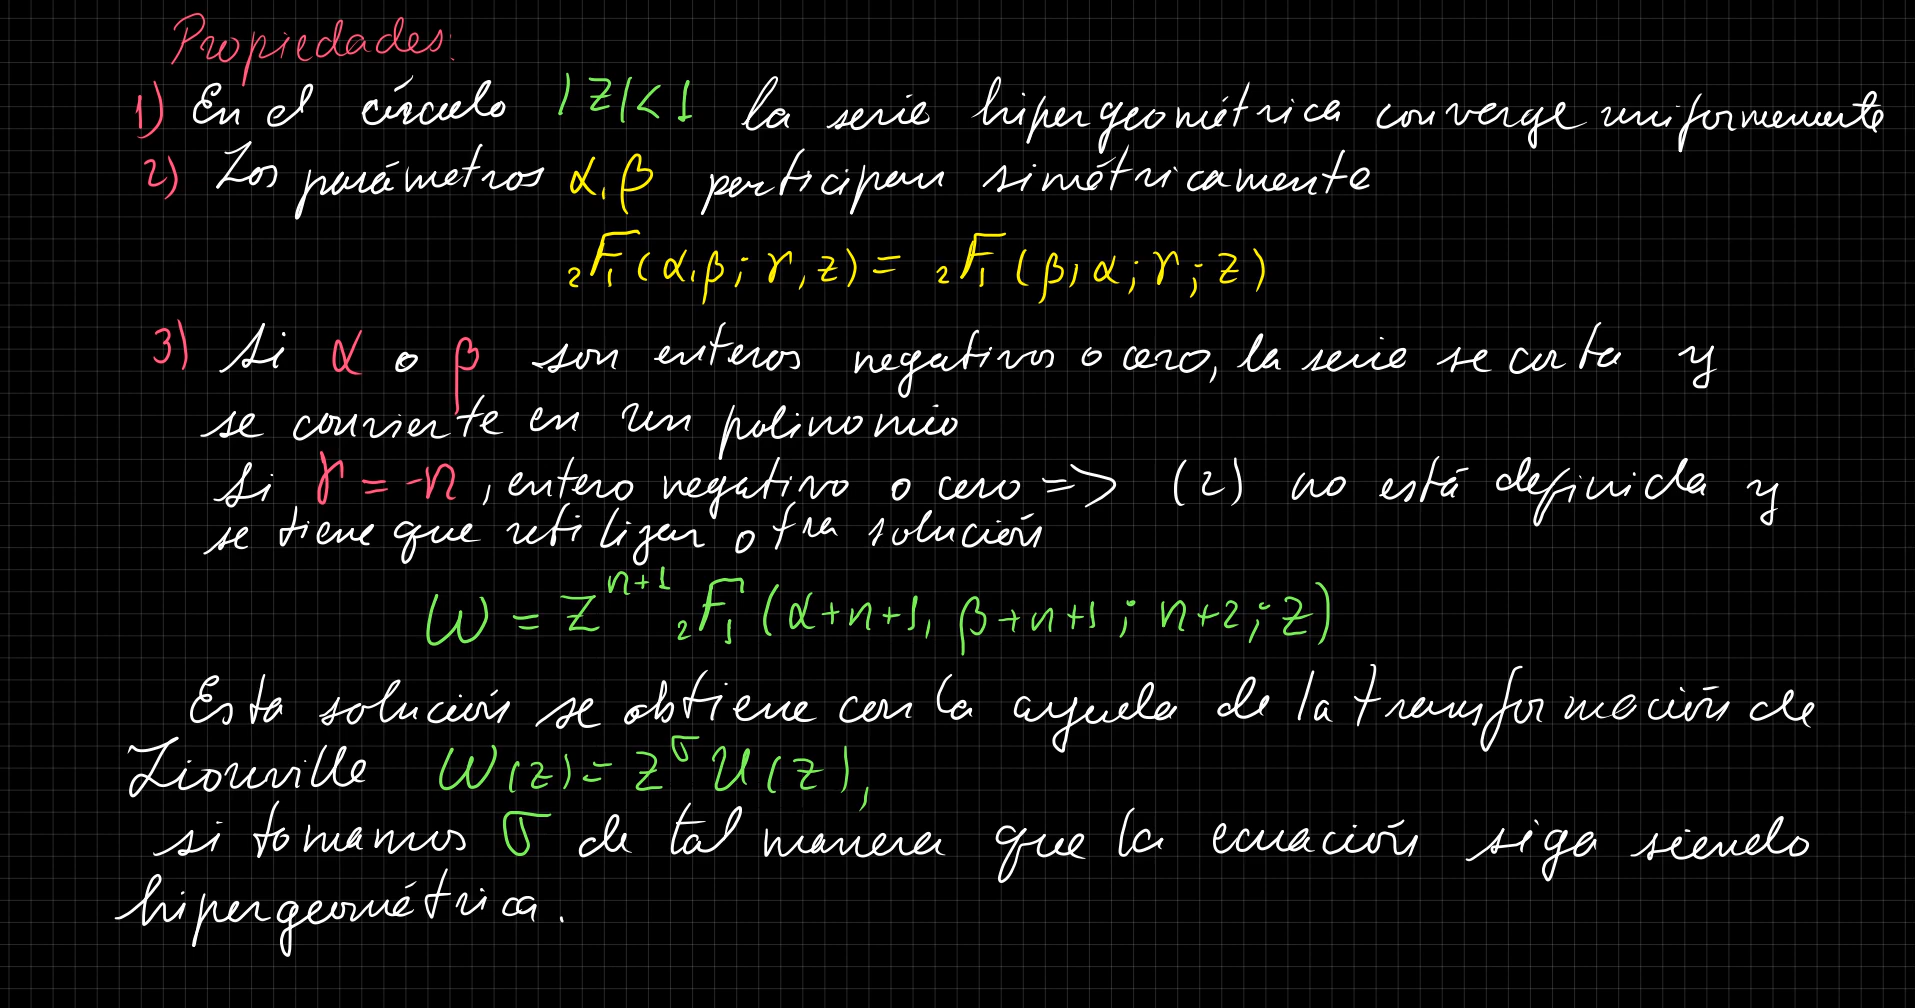 Propiedades:
1) En el círculo |z|<1 la serie hipergeométrica converge uniformemente
2) Los parámetros α, β participan simétricamente
₂F₁(α,β;γ,z) = ₂F₁(β,α;γ;z)
3) Si α o β son enteros negativos o cero, la serie se corta y
se convierte en un polinomio
Si γ = -n, entero negativo o cero => (2) no está definida y
se tiene que utilizar otra solución
W = z^{n+1} ₂F₁(α+n+1, β+n+1; n+2; z)
Esta solución se obtiene con la ayuda de la transformación de
Liouville W(z) = z^σ u(z),
si tomamos σ de tal manera que la ecuación siga siendo
hipergeométrica.